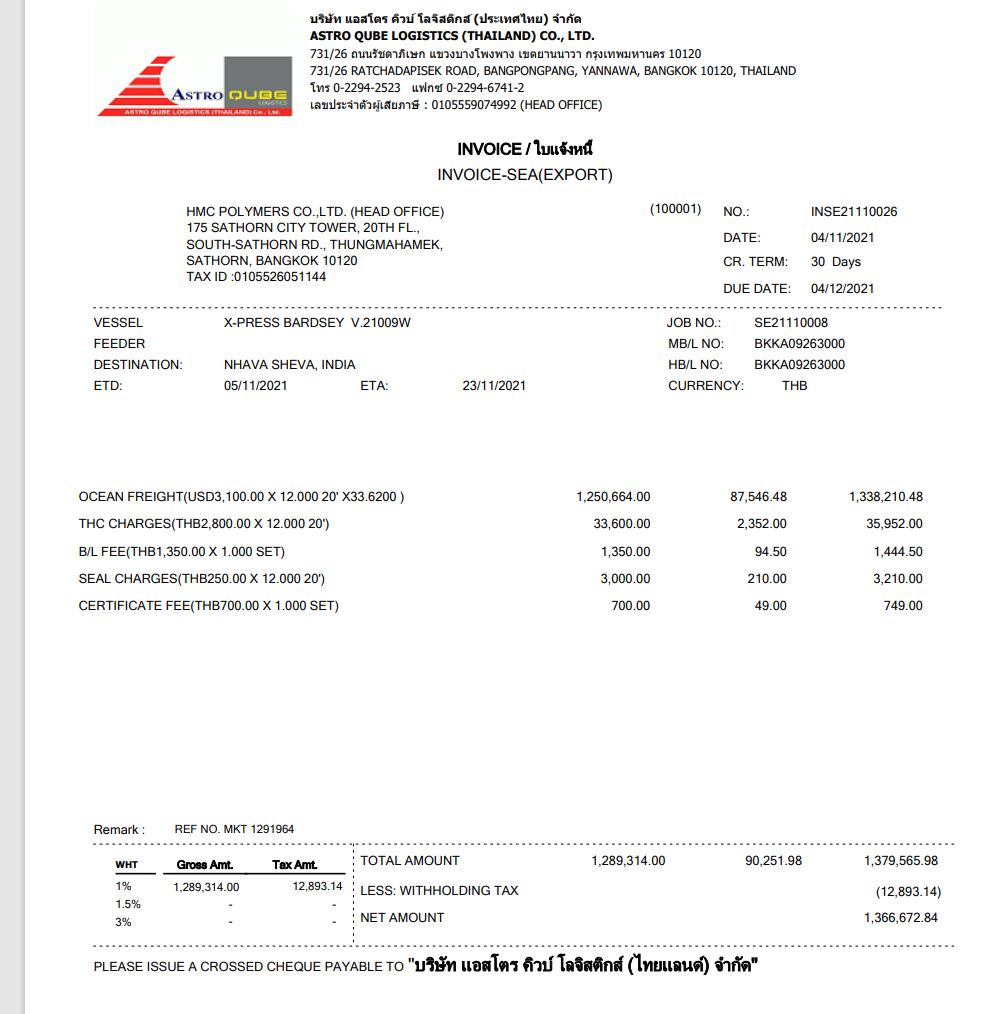 บริษัท แอสโตร คิวบ์ โลจิสติกส์ (ประเทศไทย) จำกัด
ASTRO QUBE LOGISTICS (THAILAND) CO., LTD.
731/26 ถนนรัชดาภิเษก แขวงบางโพงพาง เขตยานนาวา กรุงเทพมหานคร 10120
731/26 RATCHADAPISEK ROAD, BANGPONGPANG, YANNAWA, BANGKOK 10120, THAILAND
โทร 0-2294-2523 แฟกซ์ 0-2294-6741-2
เลขประจำตัวผู้เสียภาษี : 0105559074992 (HEAD OFFICE)
ASTRO QUBE
LOGISTICS
ASTRO QUBE LOGISTICS (THAILAND) Co., Ltd.
INVOICE / ใบแจ้งหนี้
INVOICE-SEA(EXPORT)
HMC POLYMERS CO.,LTD. (HEAD OFFICE) (100001) NO.: INSE21110026
175 SATHORN CITY TOWER, 20TH FL.,
SOUTH-SATHORN RD., THUNGMAHAMEK, DATE: 04/11/2021
SATHORN, BANGKOK 10120 CR. TERM: 30 Days
TAX ID :0105526051144 DUE DATE: 04/12/2021
VESSEL X-PRESS BARDSEY V.21009W JOB NO.: SE21110008
FEEDER MB/L NO: BKKA09263000
DESTINATION: NHAVA SHEVA, INDIA HB/L NO: BKKA09263000
ETD: 05/11/2021 ETA: 23/11/2021 CURRENCY: THB
OCEAN FREIGHT(USD3,100.00 X 12.000 20' X33.6200 ) 1,250,664.00 87,546.48 1,338,210.48
THC CHARGES(THB2,800.00 X 12.000 20') 33,600.00 2,352.00 35,952.00
B/L FEE(THB1,350.00 X 1.000 SET) 1,350.00 94.50 1,444.50
SEAL CHARGES(THB250.00 X 12.000 20') 3,000.00 210.00 3,210.00
CERTIFICATE FEE(THB700.00 X 1.000 SET) 700.00 49.00 749.00
Remark : REF NO. MKT 1291964
WHT Gross Amt. Tax Amt. TOTAL AMOUNT 1,289,314.00 90,251.98 1,379,565.98
1% 1,289,314.00 12,893.14 LESS: WITHHOLDING TAX (12,893.14)
1.5% - -
3% - - NET AMOUNT 1,366,672.84
PLEASE ISSUE A CROSSED CHEQUE PAYABLE TO "บริษัท แอสโตร คิวบ์ โลจิสติกส์ (ไทยแลนด์) จำกัด"